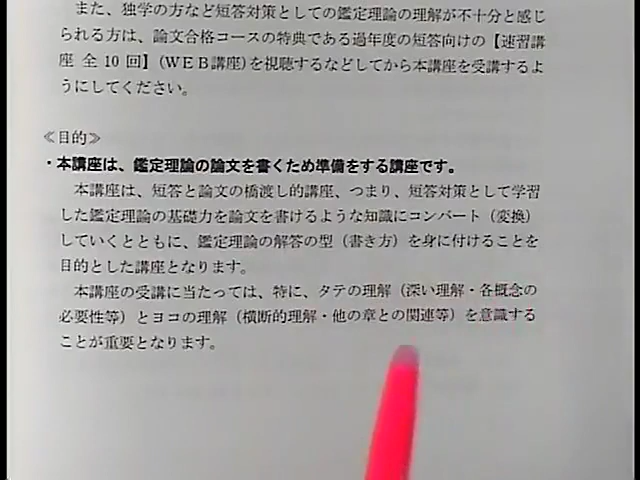 また、独学の方など短答対策としての鑑定理論の理解が不十分と感じ
られる方は、論文合格コースの特典である過年度の短答向けの【速習講
座 全 10 回】（ＷＥＢ講座）を視聴するなどしてから本講座を受講するよ
うにしてください。
≪目的≫
・本講座は、鑑定理論の論文を書くため準備をする講座です。
本講座は、短答と論文の橋渡し的講座、つまり、短答対策として学習
した鑑定理論の基礎力を論文を書けるような知識にコンバート（変換）
していくとともに、鑑定理論の解答の型（書き方）を身に付けることを
目的とした講座となります。
本講座の受講に当たっては、特に、タテの理解（深い理解・各概念の
必要性等）とヨコの理解（横断的理解・他の章との関連等）を意識する
ことが重要となります。